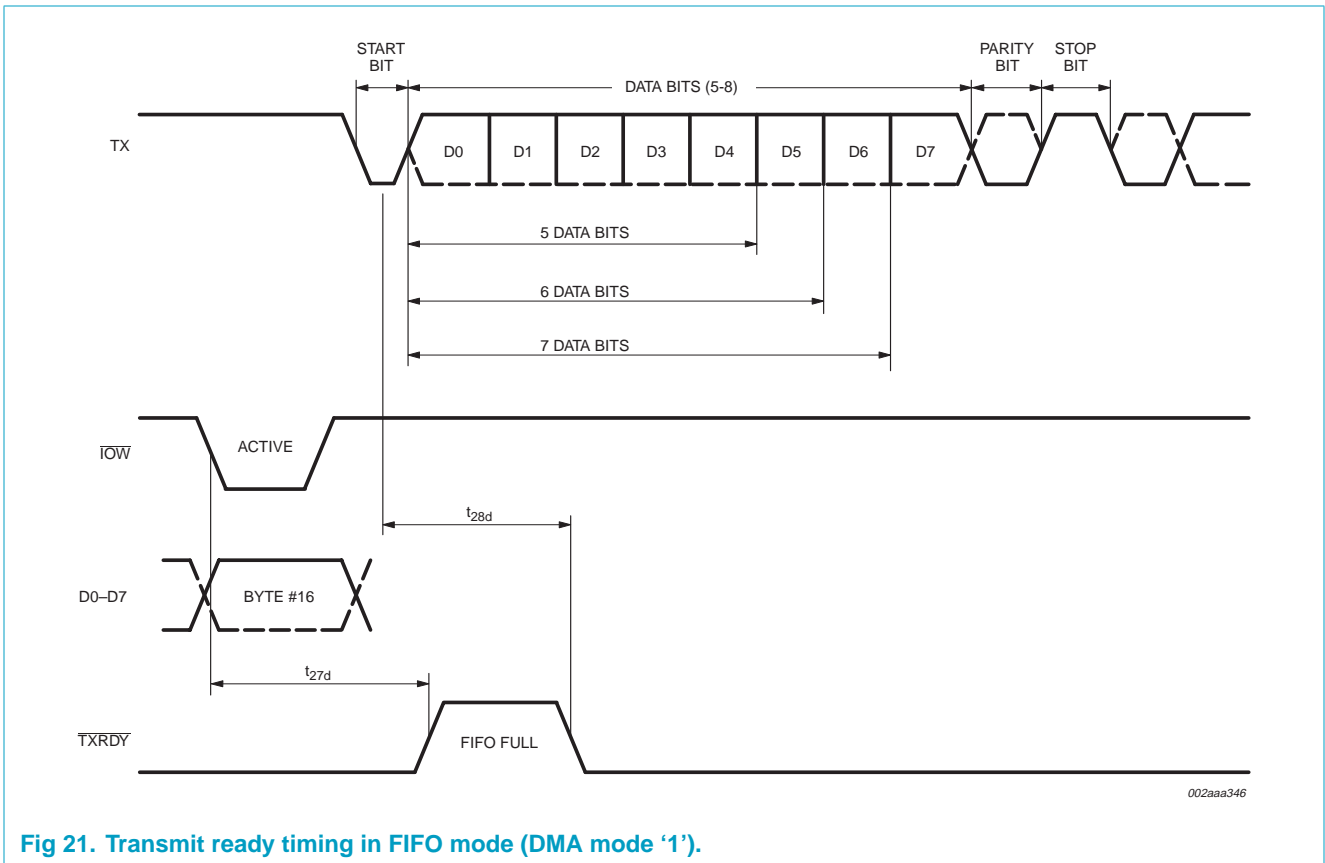 START
BIT
DATA BITS (5-8)
PARITY
BIT
STOP
BIT
TX
D0 D1 D2 D3 D4 D5 D6 D7
5 DATA BITS
6 DATA BITS
7 DATA BITS
IOW
ACTIVE
t28d
D0–D7
BYTE #16
t27d
TXRDY
FIFO FULL
002aaa346
Fig 21. Transmit ready timing in FIFO mode (DMA mode ‘1’).